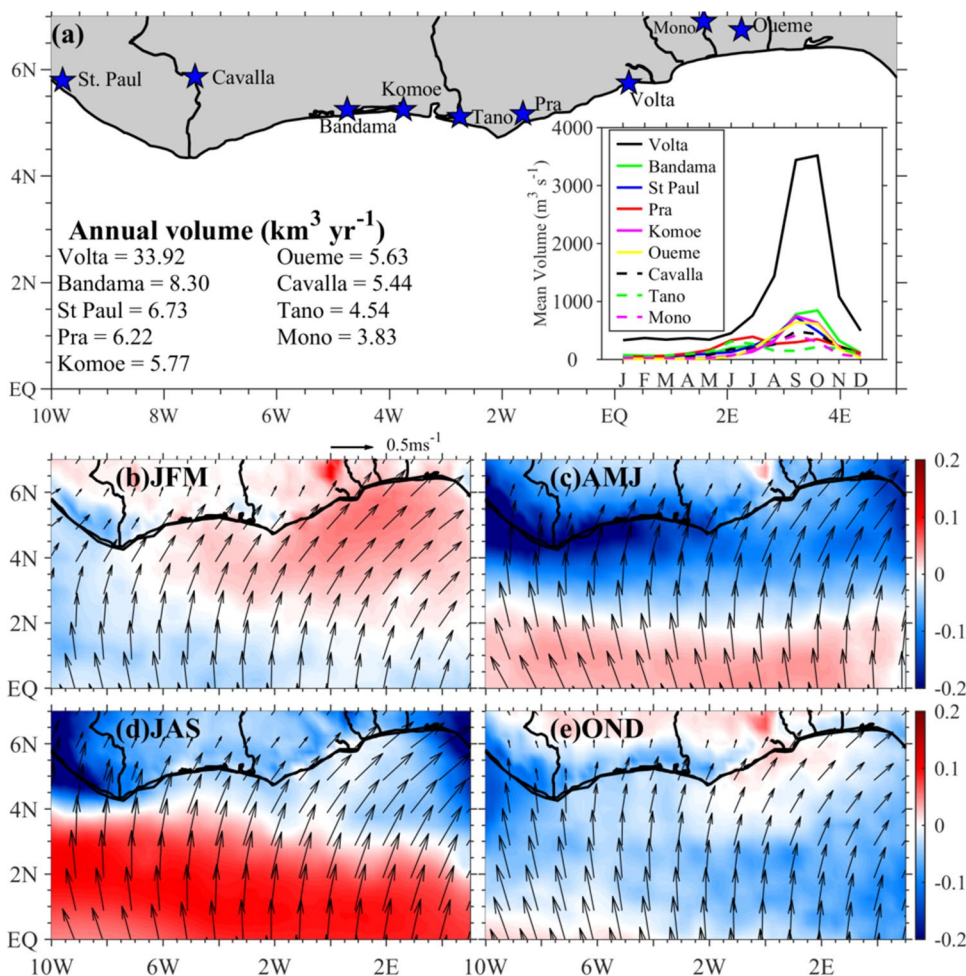 (a)
Mono
Oueme
6N
St. Paul
Cavalla
Komoe
Bandama
Tano
Pra
Volta
4N
4000
3000
2000
1000
0
Mean Volume (m³ s⁻¹)
Volta
Bandama
St Paul
Pra
Komoe
Oueme
Cavalla
Tano
Mono
J F M A M J J A S O N D
Annual volume (km³ yr⁻¹)
Volta = 33.92 Oueme = 5.63
2N
Bandama = 8.30 Cavalla = 5.44
St Paul = 6.73 Tano = 4.54
Pra = 6.22 Mono = 3.83
Komoe = 5.77
EQ
10W 8W 6W 4W 2W EQ 2E 4E
0.5ms⁻¹
(b)JFM
6N
4N
2N
EQ
(c)AMJ
0.2
0.1
0
-0.1
-0.2
(d)JAS
6N
4N
2N
EQ
10W 6W 2W 2E
(e)OND
0.2
0.1
0
-0.1
-0.2
10W 6W 2W 2E